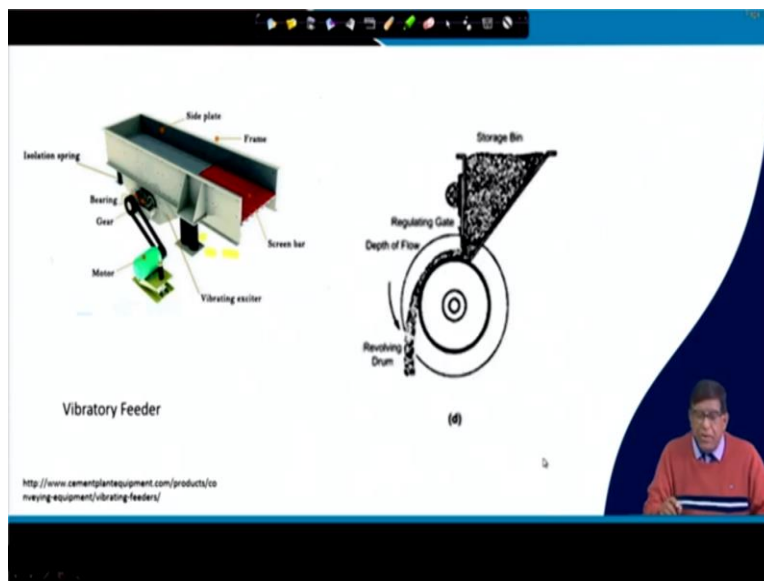 Side plate
Frame
Isolation spring
Bearing
Gear
Motor
Screen bar
Vibrating exciter
Storage Bin
Regulating Gate
Depth of Flow
Revolving
Drum
(d)
Vibratory Feeder
http://www.cementplantequipment.com/products/co
nveying-equipment/vibrating-feeders/